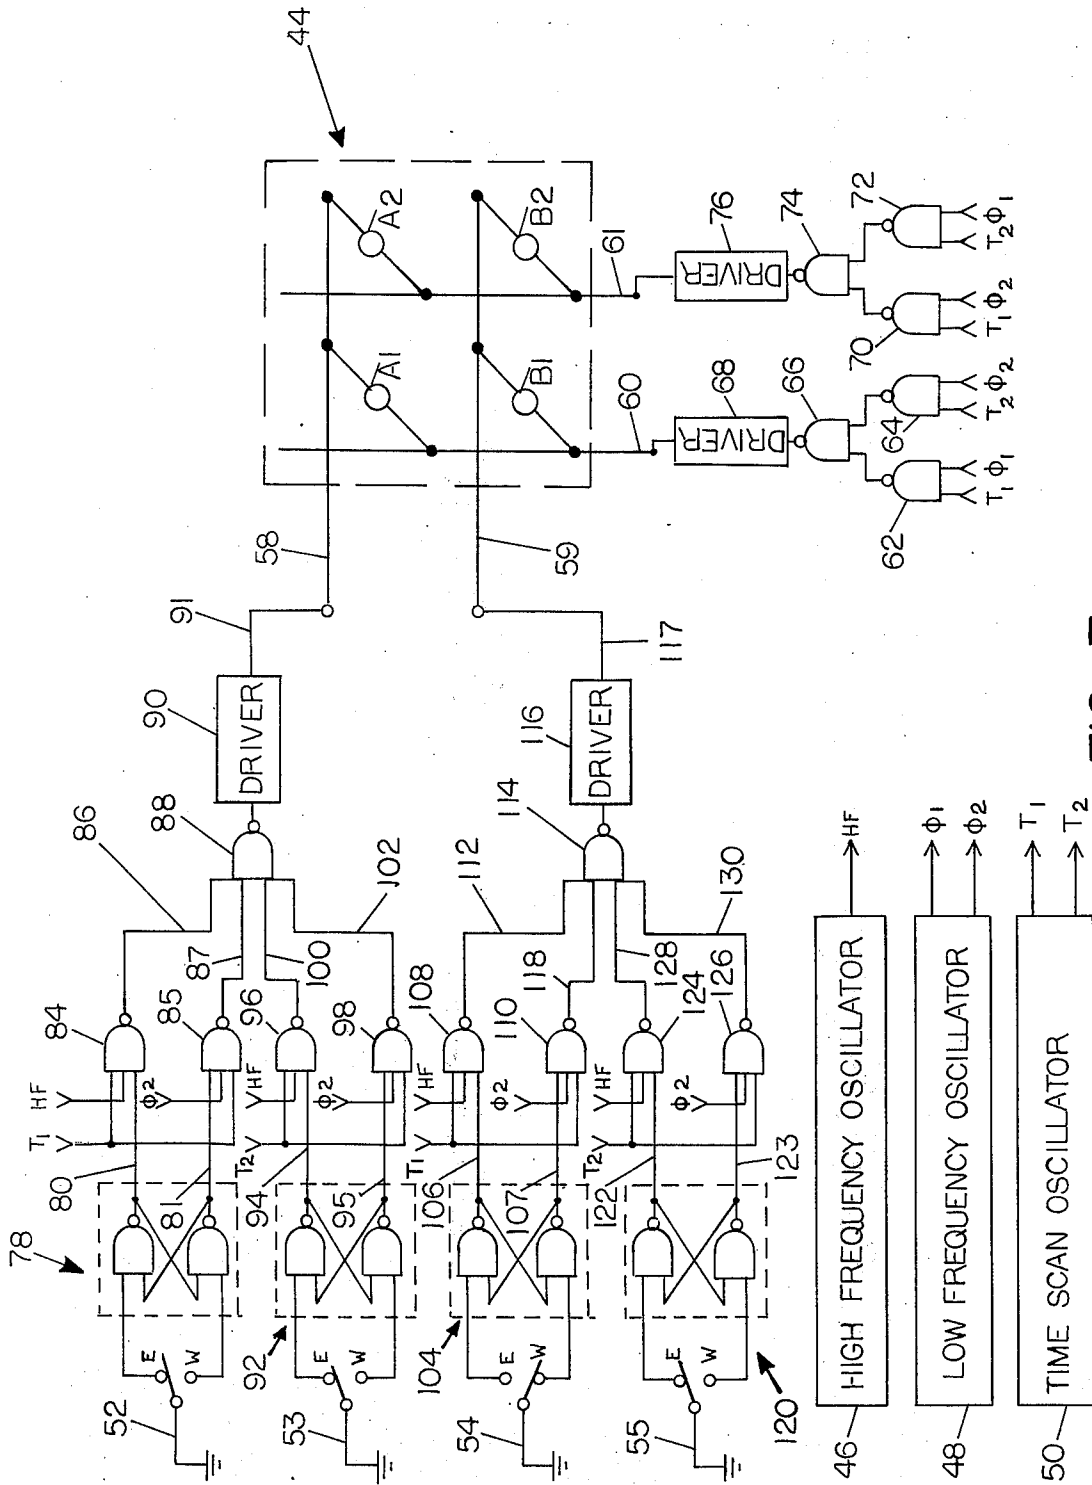 44
A2
B2
A1
B1
58
59
60
61
91
117
90
DRIVER
116
DRIVER
86
88
102
112
114
130
87
100
118
128
84
85
96
98
108
110
124
126
HF
T1
Φ2
HF
T2
Φ2
HF
T1
Φ2
HF
T2
Φ2
80
81
94
95
106
107
122
123
78
92
104
120
E
W
E
W
E
W
E
W
52
53
54
55
76
DRIVER
74
72
70
T1 Φ2
T2 Φ1
68
DRIVER
66
64
62
T1 Φ1
T2 Φ2
46
HIGH FREQUENCY OSCILLATOR
HF
48
LOW FREQUENCY OSCILLATOR
Φ1
Φ2
50
TIME SCAN OSCILLATOR
T1
T2